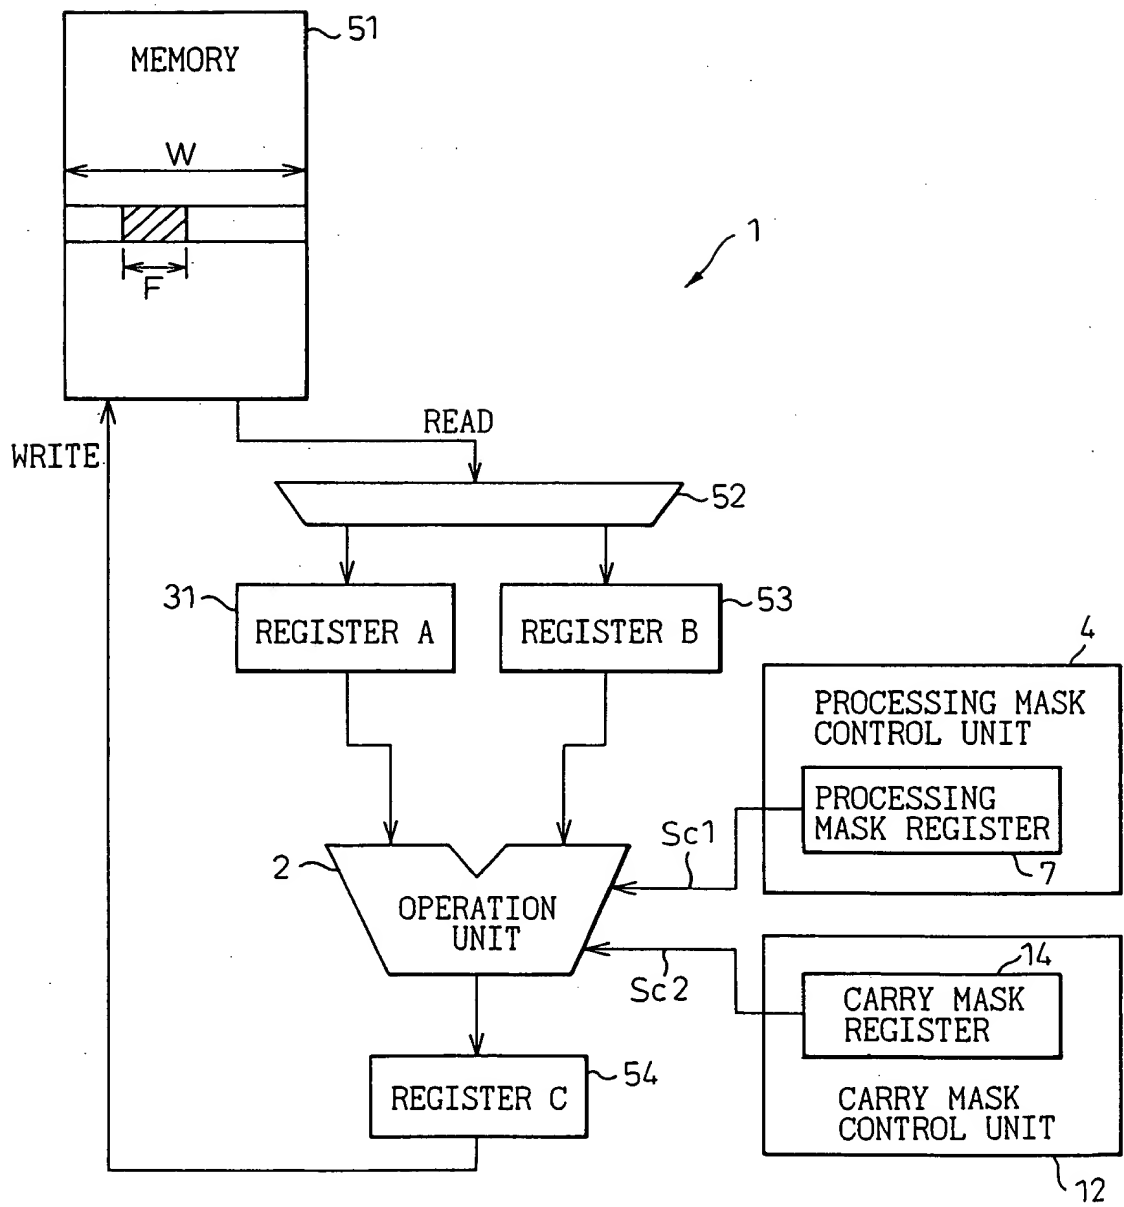 51
MEMORY
W
F
1
READ
WRITE
52
31
REGISTER A
REGISTER B
53
4
PROCESSING MASK
CONTROL UNIT
PROCESSING
MASK REGISTER
7
Sc1
2
OPERATION
UNIT
Sc2
14
CARRY MASK
REGISTER
CARRY MASK
CONTROL UNIT
12
REGISTER C
54